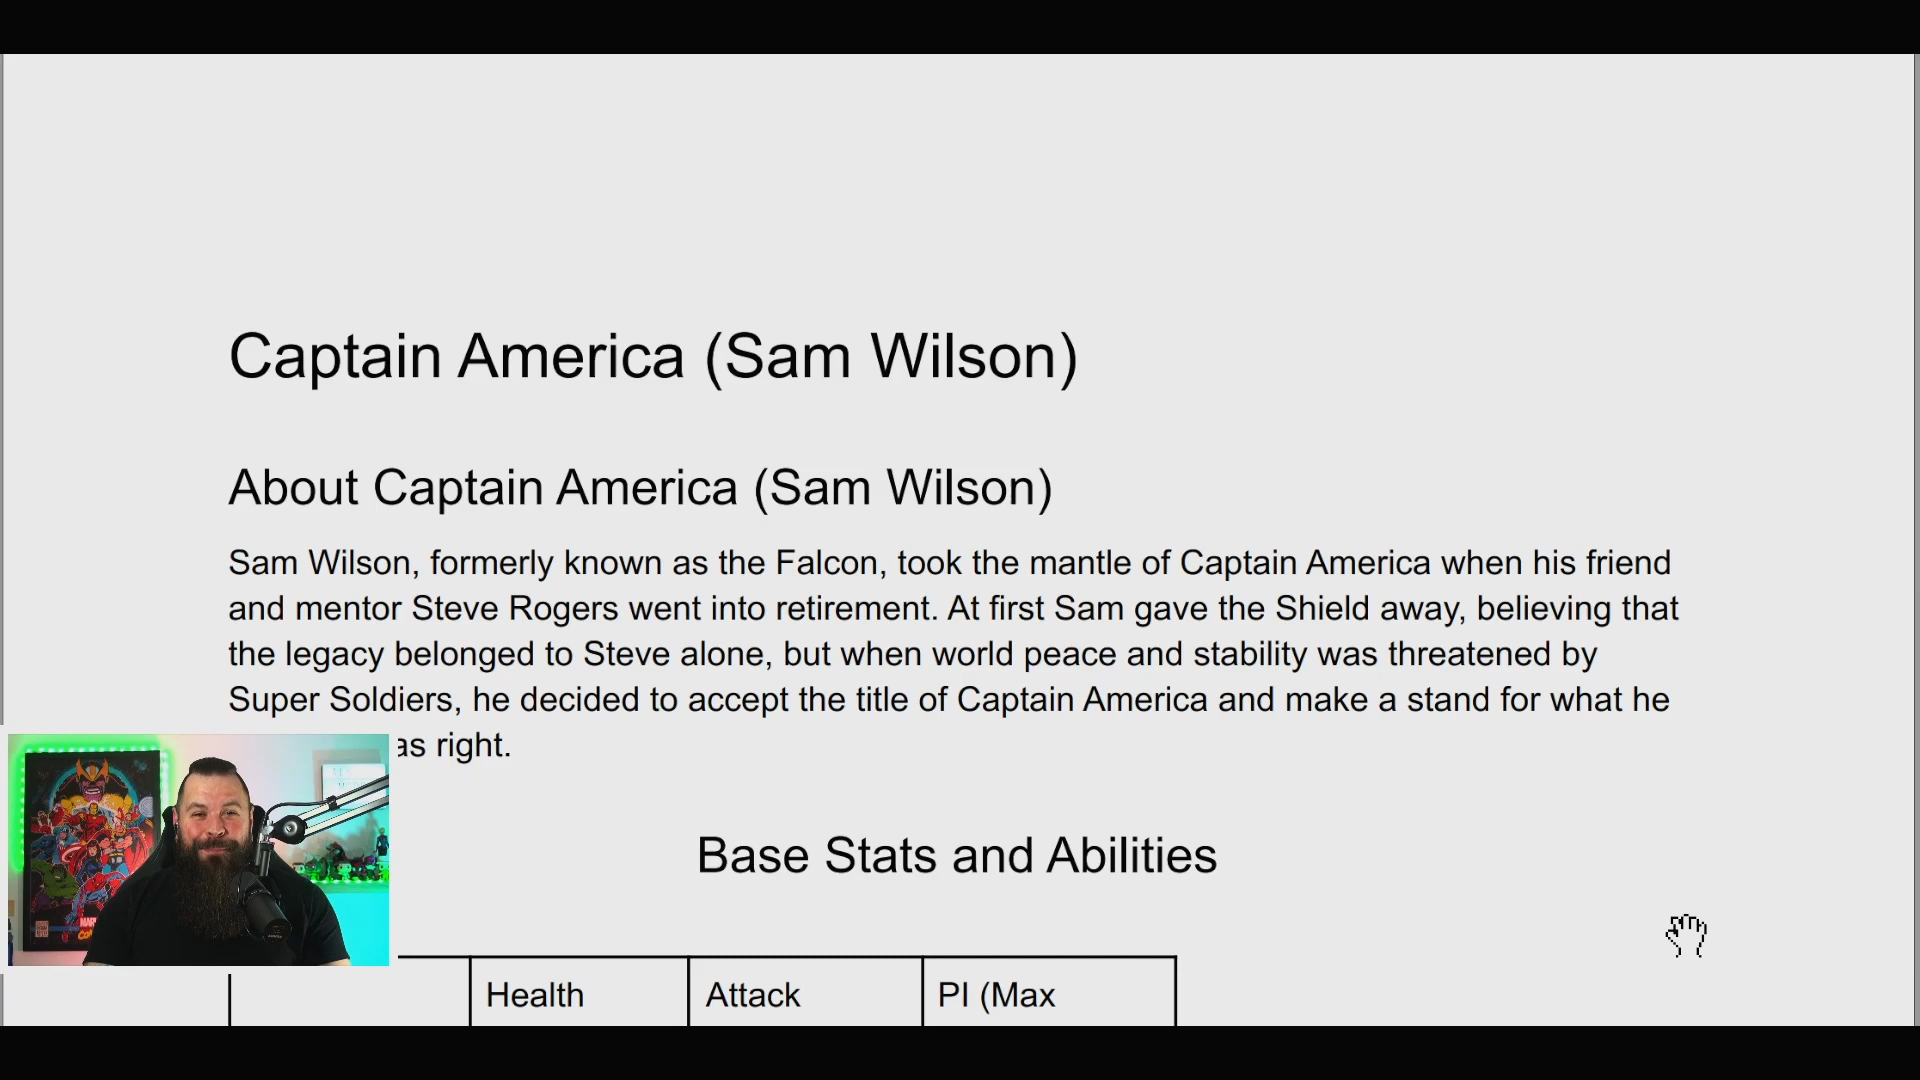 Captain America (Sam Wilson)
About Captain America (Sam Wilson)
Sam Wilson, formerly known as the Falcon, took the mantle of Captain America when his friend
and mentor Steve Rogers went into retirement. At first Sam gave the Shield away, believing that
the legacy belonged to Steve alone, but when world peace and stability was threatened by
Super Soldiers, he decided to accept the title of Captain America and make a stand for what he
as right.
Base Stats and Abilities
Health Attack PI (Max